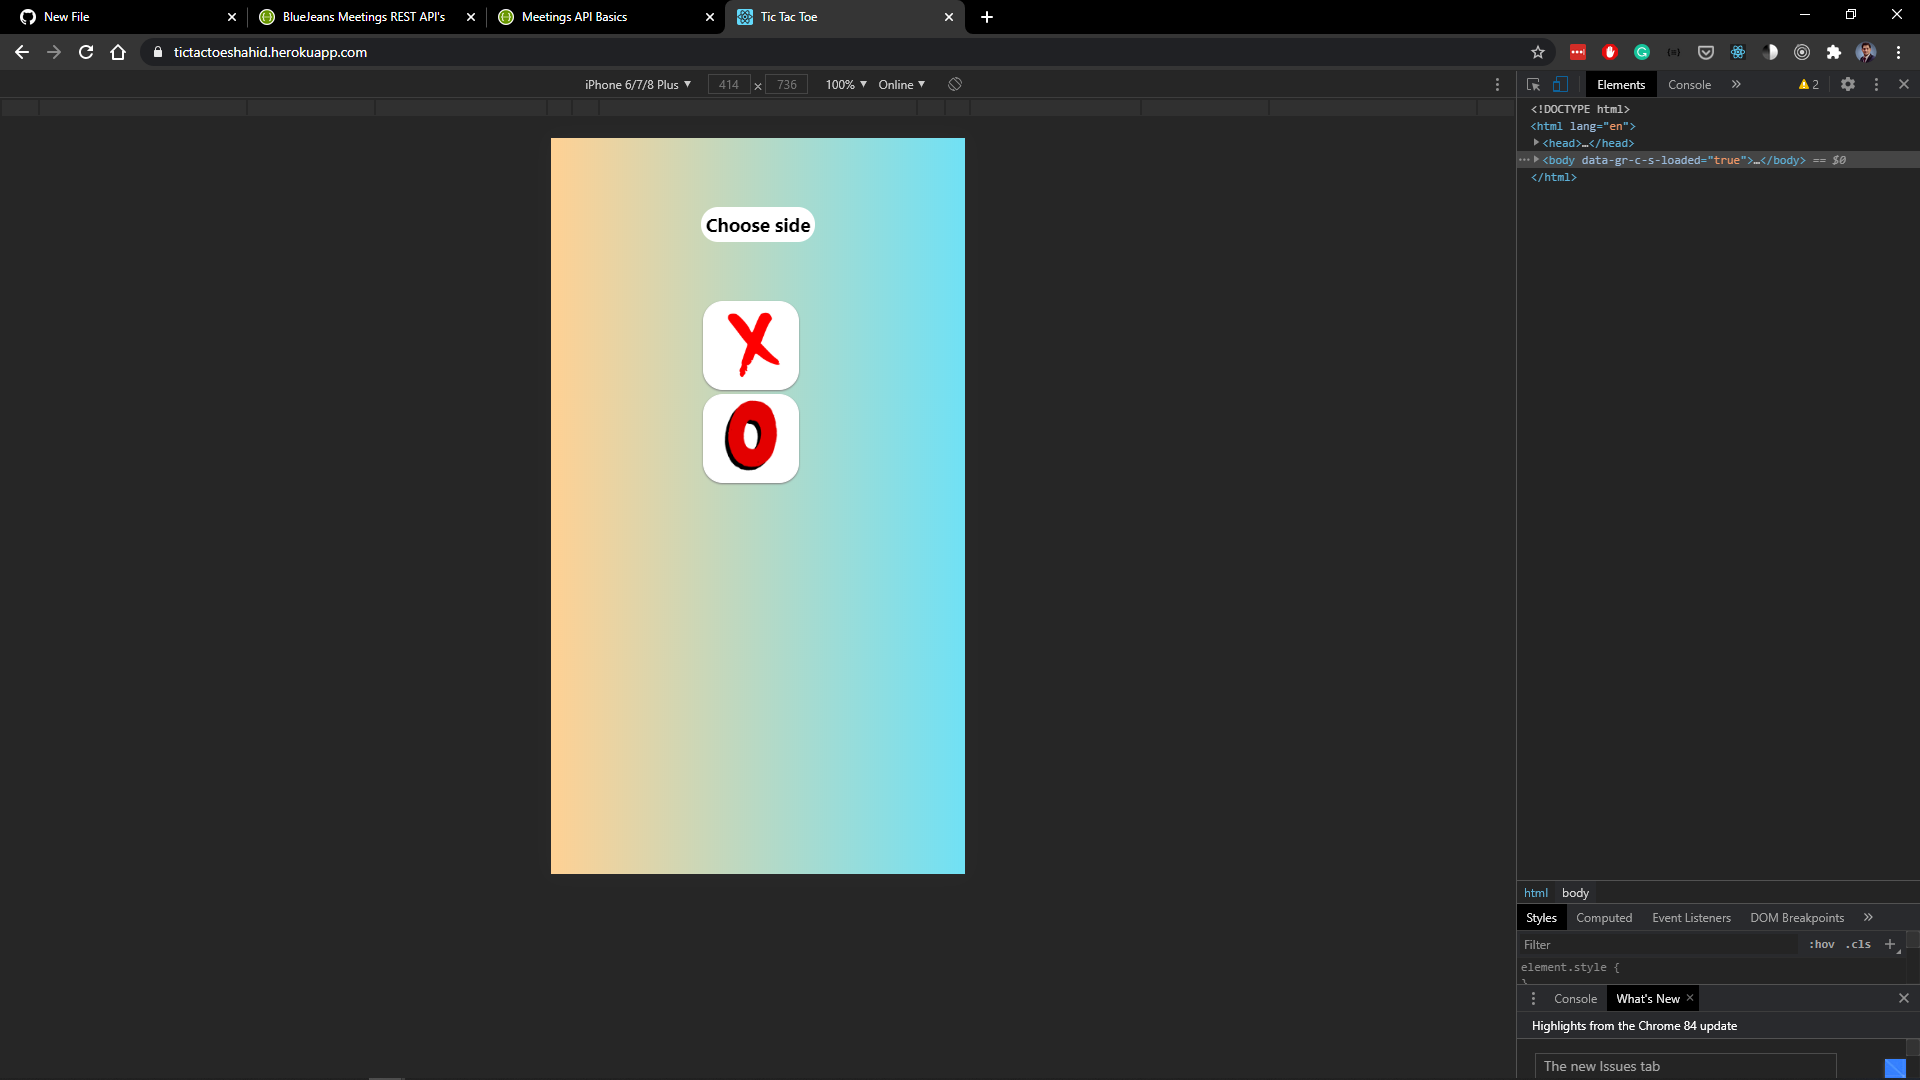 New File
BlueJeans Meetings REST API's
Meetings API Basics
Tic Tac Toe
tictactoeshahid.herokuapp.com
iPhone 6/7/8 Plus ▼ 414 × 736 100% ▼ Online ▼
Elements Console » 2
<!DOCTYPE html>
<html lang="en">
<head>…</head>
<body data-gr-c-s-loaded="true">…</body> == $0
</html>
Choose side
X
O
html body
Styles Computed Event Listeners DOM Breakpoints »
Filter :hov .cls +
element.style {
}
Console What's New ×
Highlights from the Chrome 84 update
The new Issues tab